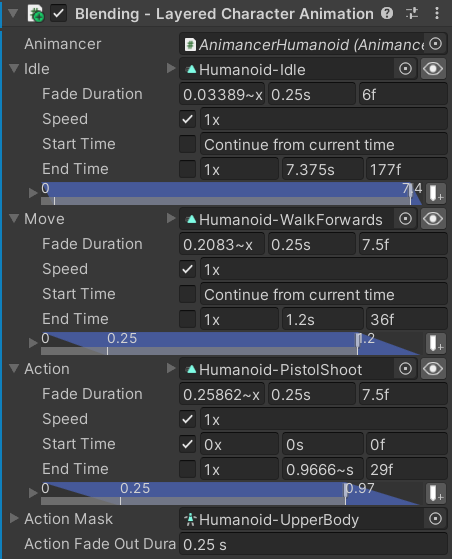 Blending - Layered Character Animation
Animancer AnimancerHumanoid (Animance
Idle Humanoid-Idle
Fade Duration 0.03389~x 0.25s 6f
Speed 1x
Start Time Continue from current time
End Time 1x 7.375s 177f
0 7.4
Move Humanoid-WalkForwards
Fade Duration 0.2083~x 0.25s 7.5f
Speed 1x
Start Time Continue from current time
End Time 1x 1.2s 36f
0 0.25 1.2
Action Humanoid-PistolShoot
Fade Duration 0.25862~x 0.25s 7.5f
Speed 1x
Start Time 0x 0s 0f
End Time 1x 0.9666~s 29f
0 0.25 0.97
Action Mask Humanoid-UpperBody
Action Fade Out Dura 0.25 s